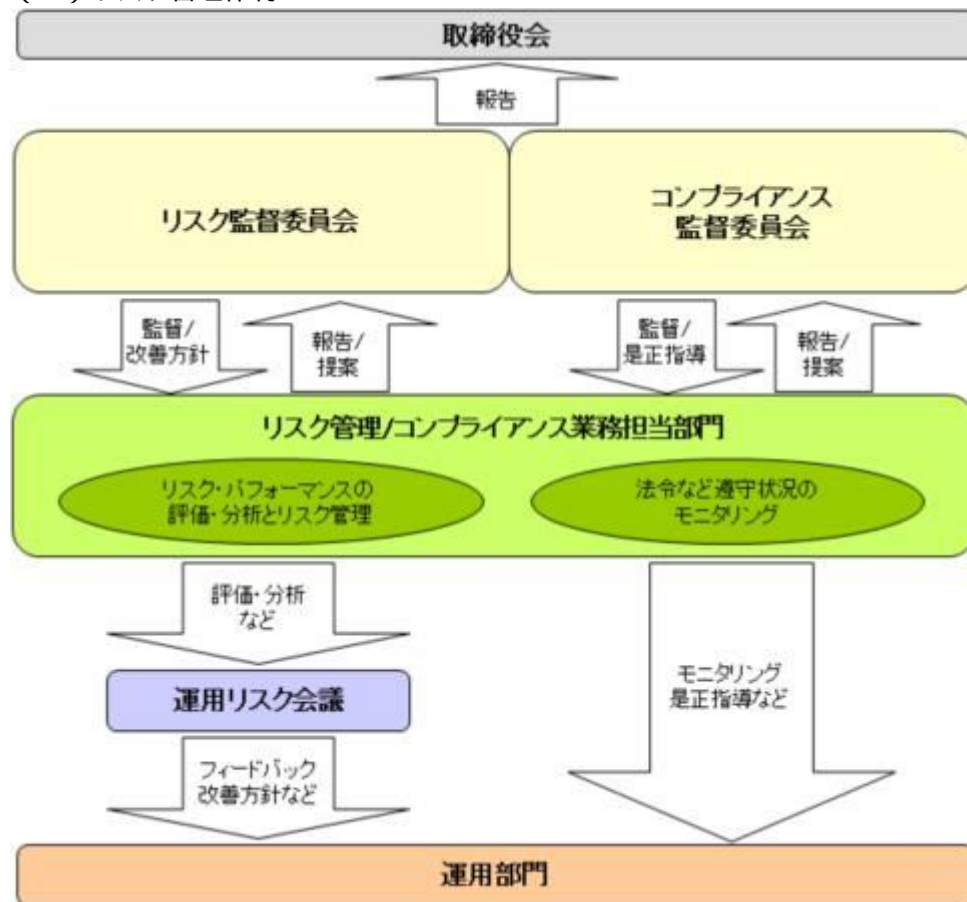 取締役会
報告
リスク監督委員会
コンプライアンス
監督委員会
監督/
改善方針
報告/
提案
監督/
是正指導
報告/
提案
リスク管理/コンプライアンス業務担当部門
リスク・パフォーマンスの
評価・分析とリスク管理
法令など遵守状況の
モニタリング
評価・分析
など
運用リスク会議
モニタリング
是正指導など
フィードバック
改善方針など
運用部門